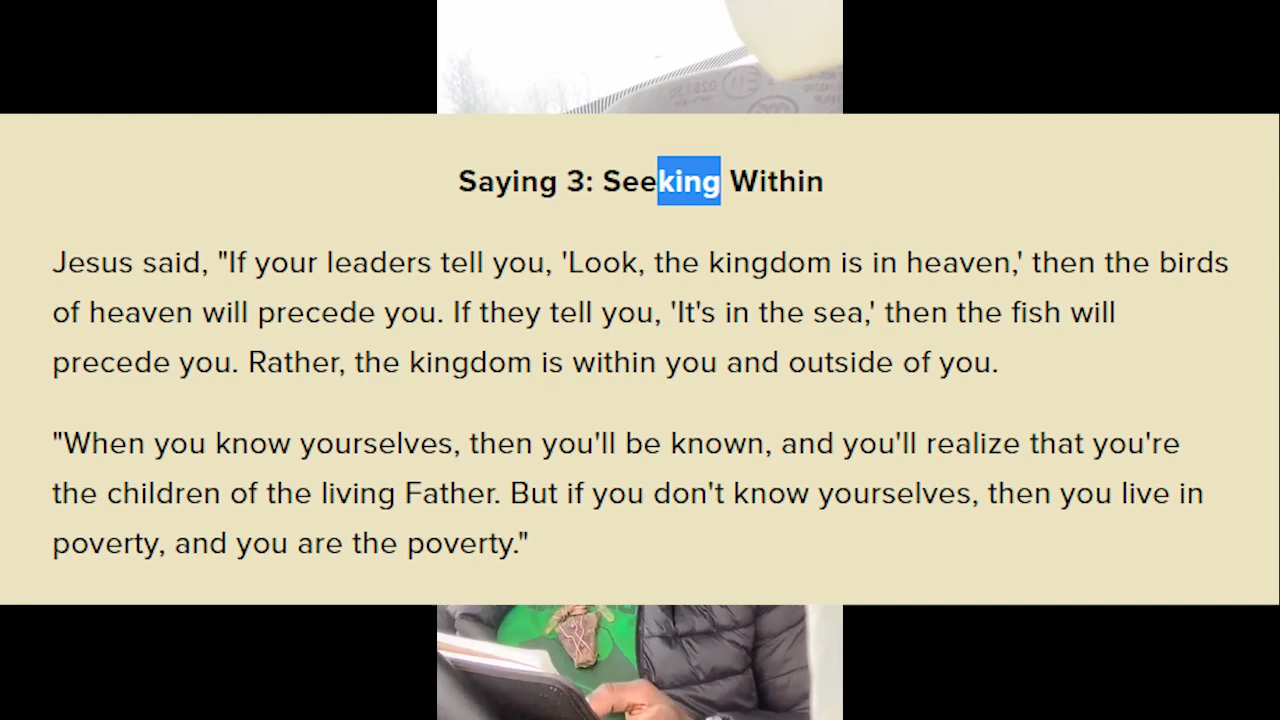 Saying 3: Seeking Within
Jesus said, "If your leaders tell you, 'Look, the kingdom is in heaven,' then the birds
of heaven will precede you. If they tell you, 'It's in the sea,' then the fish will
precede you. Rather, the kingdom is within you and outside of you.
"When you know yourselves, then you'll be known, and you'll realize that you're
the children of the living Father. But if you don't know yourselves, then you live in
poverty, and you are the poverty."